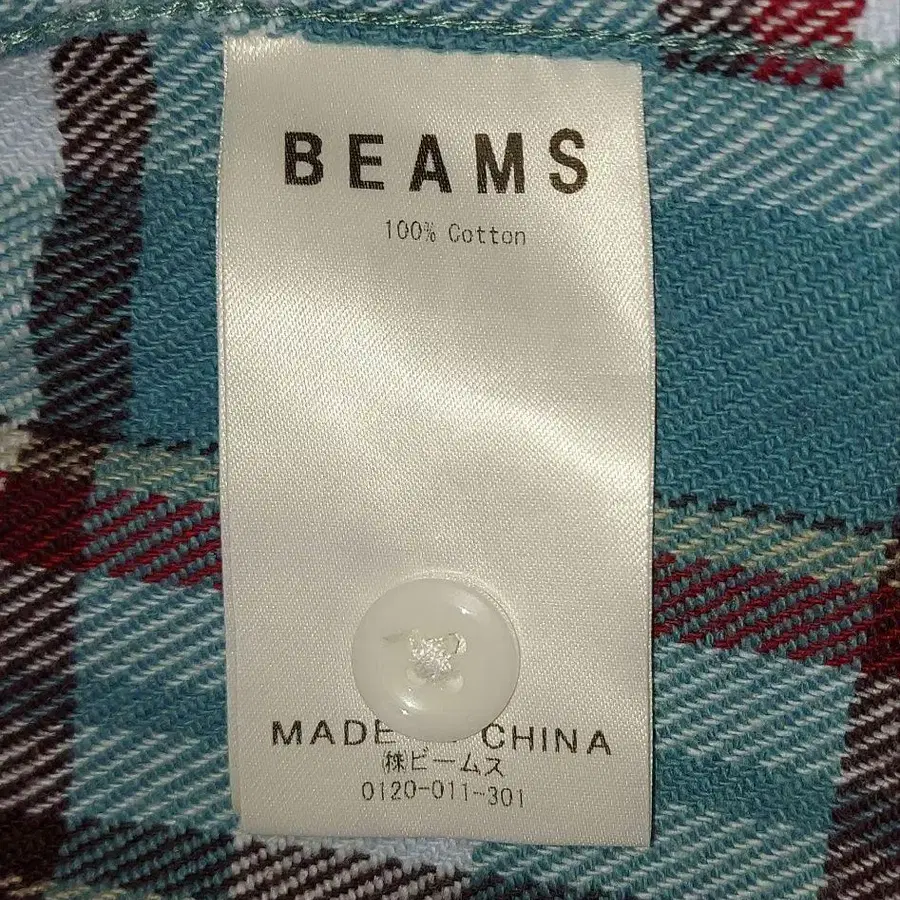 BEAMS
100% Cotton
MADE CHINA
㈱ビームス
0120-011-301